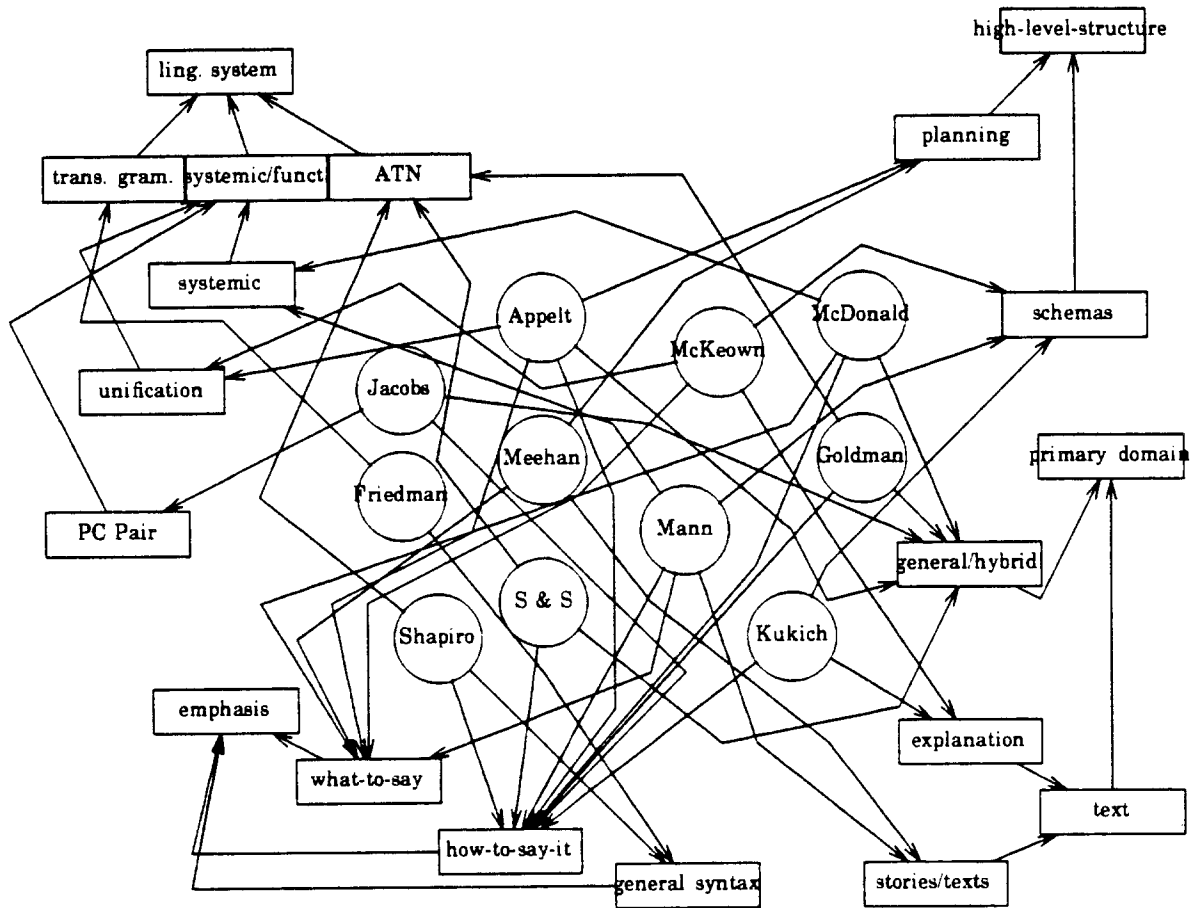 high-level-structure
ling. system
planning
trans. gram.
systemic/funct
ATN
systemic
Appelt
McDonald
schemas
McKeown
unification
Jacobs
Meehan
Goldman
primary domain
Friedman
PC Pair
Mann
general/hybrid
S & S
Shapiro
Kukich
emphasis
explanation
what-to-say
text
how-to-say-it
general syntax
stories/texts